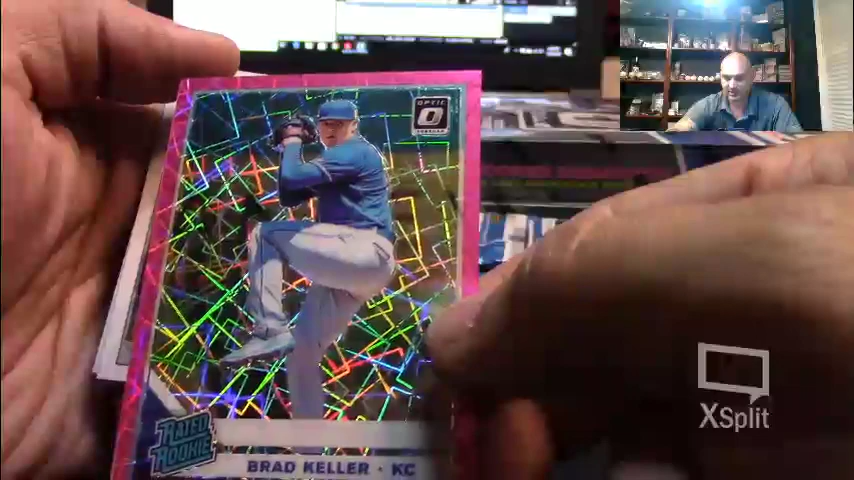 OPTIC
RATED
ROOKIE
BRAD KELLER • KC
XSplit